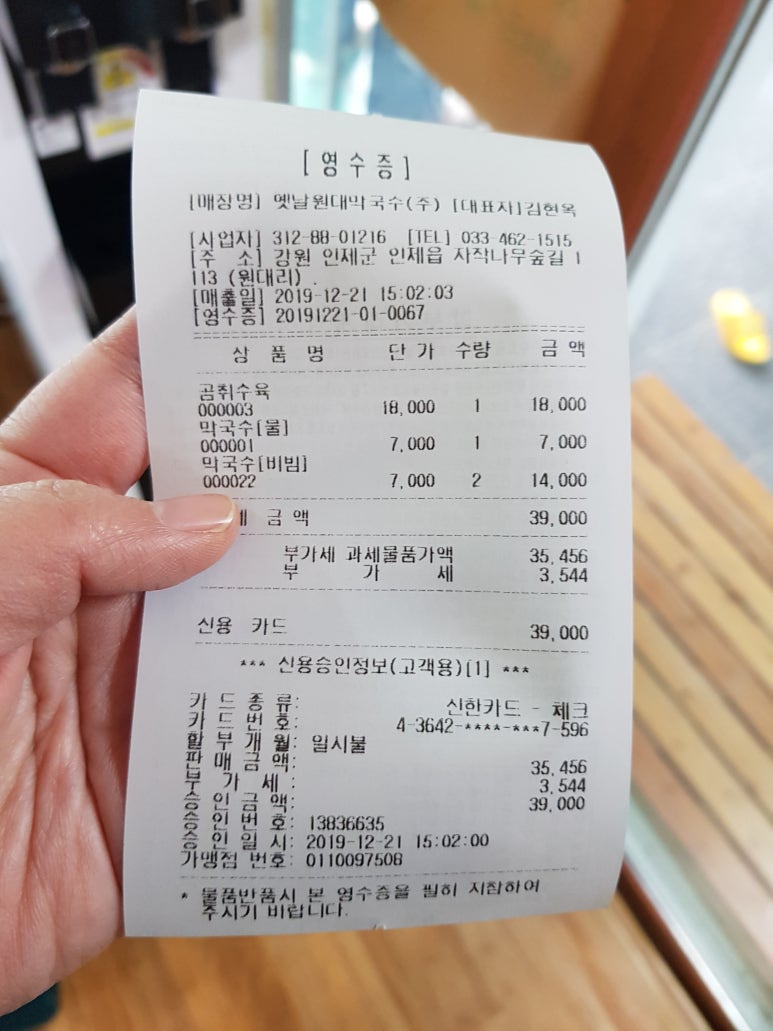 [영수증]
[매장명] 옛날원대막국수(주) [대표자]김현옥
[사업자] 312-88-01216 [TEL] 033-462-1515
[주 소] 강원 인제군 인제읍 자작나무숲길 1
113 (원대리) .
[매출일] 2019-12-21 15:02:03
[영수증] 20191221-01-0067
상 품 명 단 가 수량 금 액
곰취수육
000003 18,000 1 18,000
막국수[물]
000001 7,000 1 7,000
막국수[비빔]
000022 7,000 2 14,000
금 액 39,000
부가세 과세물품가액 35,456
부 가 세 3,544
신용 카드 39,000
*** 신용승인정보(고객용)[1] ***
카 드 종 류: 신한카드 - 체크
카 드 번 호: 4-3642-****-***7-596
할 부 개 월: 일시불
판 매 금 액: 35,456
부 가 세 : 3,544
승 인 금 액: 39,000
승 인 번 호: 13836635
승 인 일 시: 2019-12-21 15:02:00
가맹점 번호: 0110097508
* 물품반품시 본 영수증을 필히 지참하여
주시기 바랍니다.